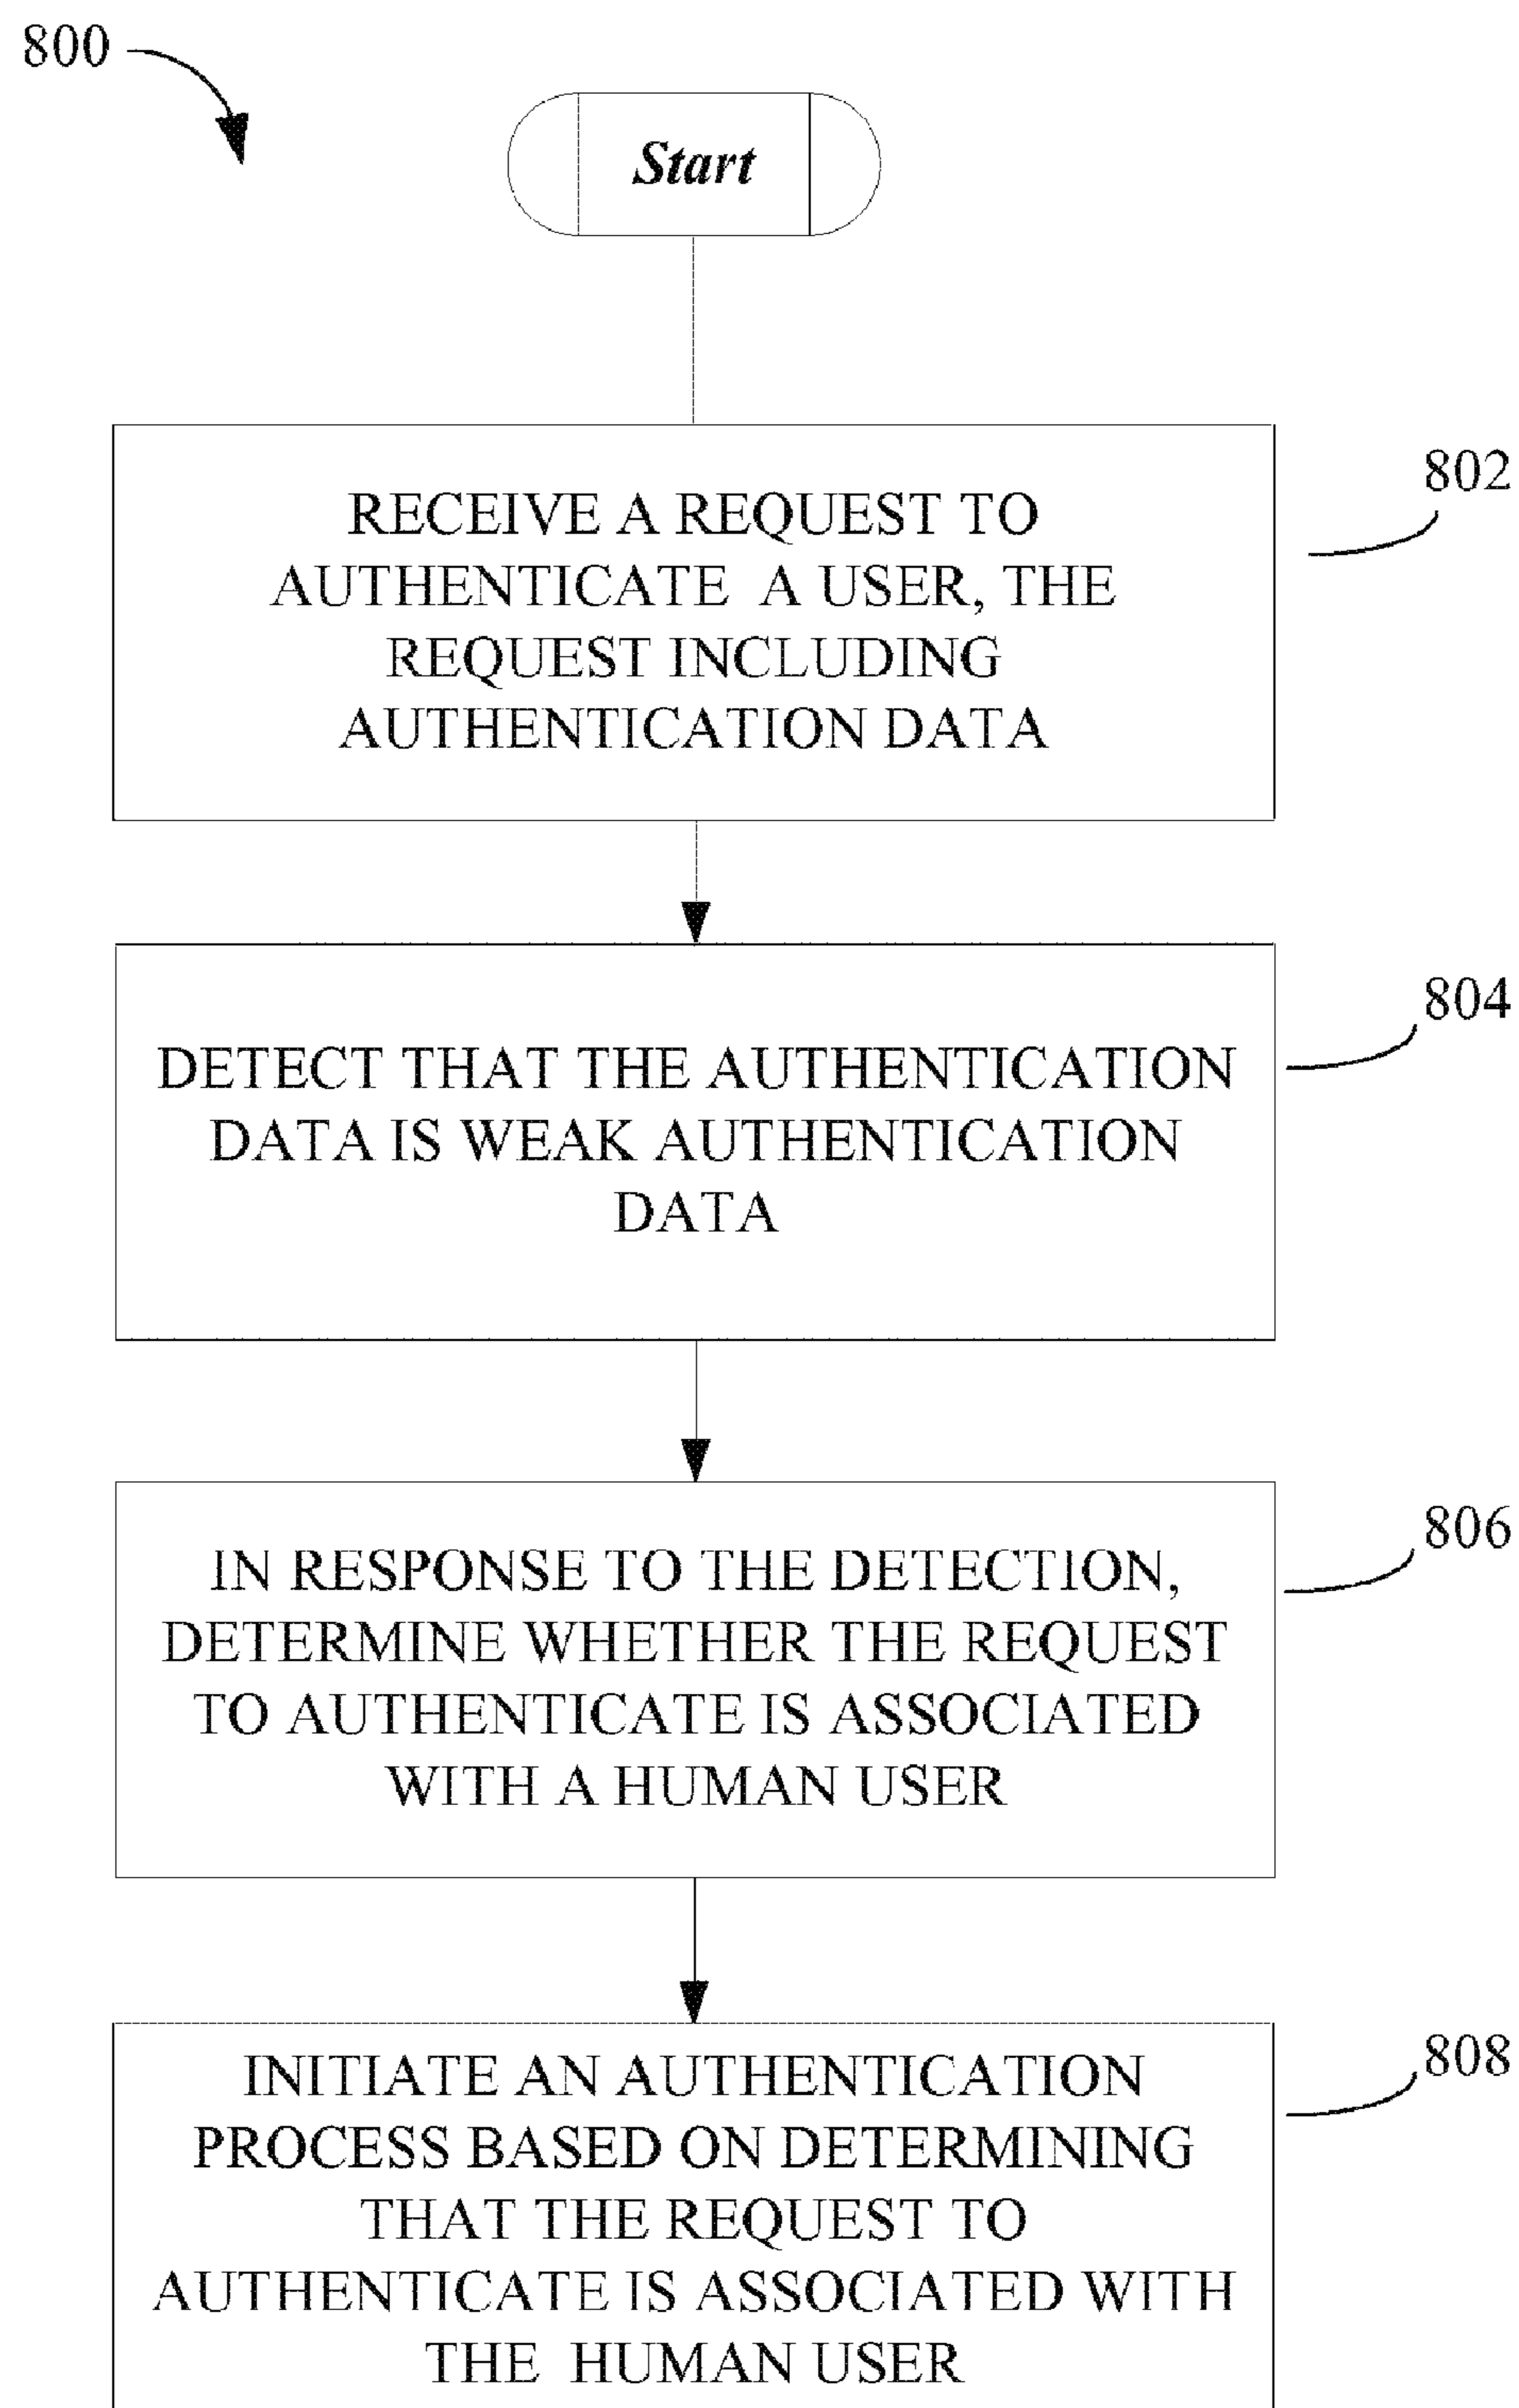 800
Start
802
RECEIVE A REQUEST TO
AUTHENTICATE A USER, THE
REQUEST INCLUDING
AUTHENTICATION DATA
804
DETECT THAT THE AUTHENTICATION
DATA IS WEAK AUTHENTICATION
DATA
806
IN RESPONSE TO THE DETECTION,
DETERMINE WHETHER THE REQUEST
TO AUTHENTICATE IS ASSOCIATED
WITH A HUMAN USER
808
INITIATE AN AUTHENTICATION
PROCESS BASED ON DETERMINING
THAT THE REQUEST TO
AUTHENTICATE IS ASSOCIATED WITH
THE HUMAN USER